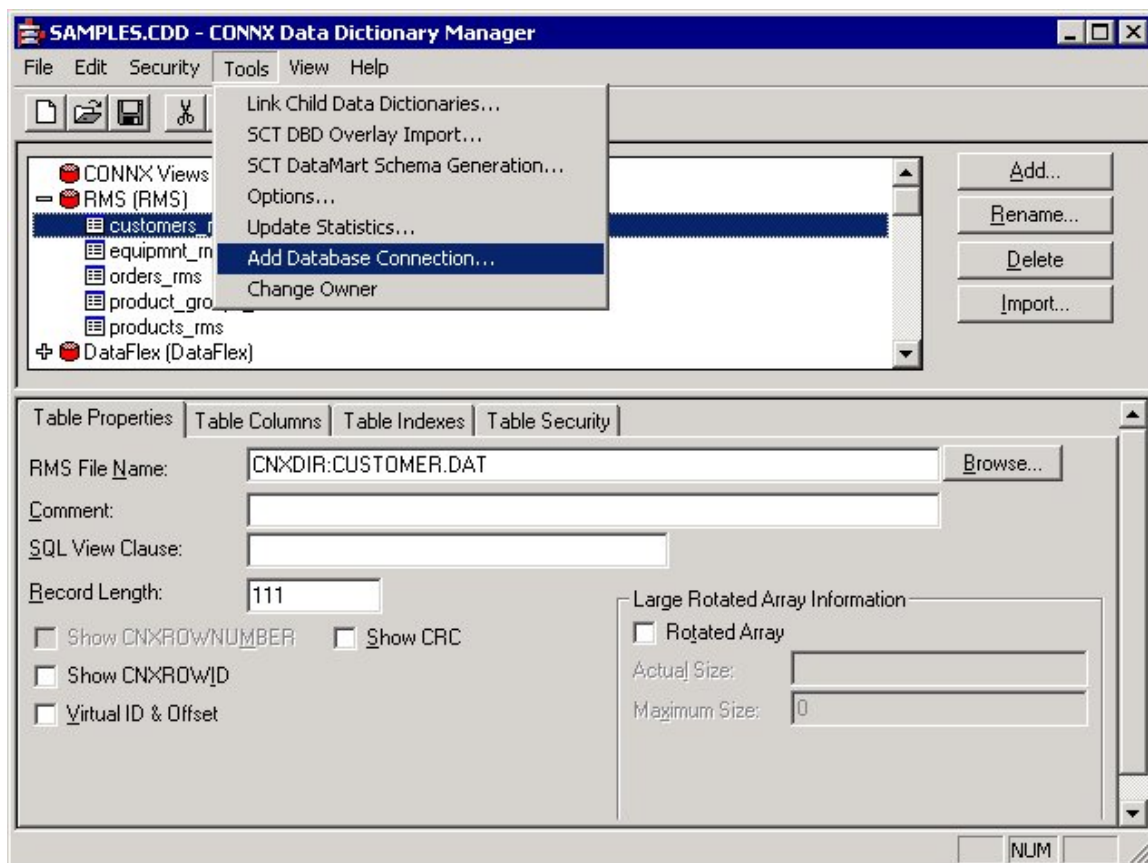 SAMPLES.CDD - CONNX Data Dictionary Manager
File Edit Security Tools View Help
Link Child Data Dictionaries...
SCT DBD Overlay Import...
SCT DataMart Schema Generation...
Options...
Update Statistics...
Add Database Connection...
Change Owner
CONNX Views
RMS (RMS)
customers_r
equipmnt_rm
orders_rms
products_rms
DataFlex (DataFlex)
Add...
Rename...
Delete
Import...
Table Properties Table Columns Table Indexes Table Security
RMS File Name: CNXDIR:CUSTOMER.DAT Browse...
Comment:
SQL View Clause:
Record Length: 111
Show CNXROWNUMBER Show CRC
Show CNXROWID
Virtual ID & Offset
Large Rotated Array Information
Rotated Array
Actual Size:
Maximum Size: 0
NUM